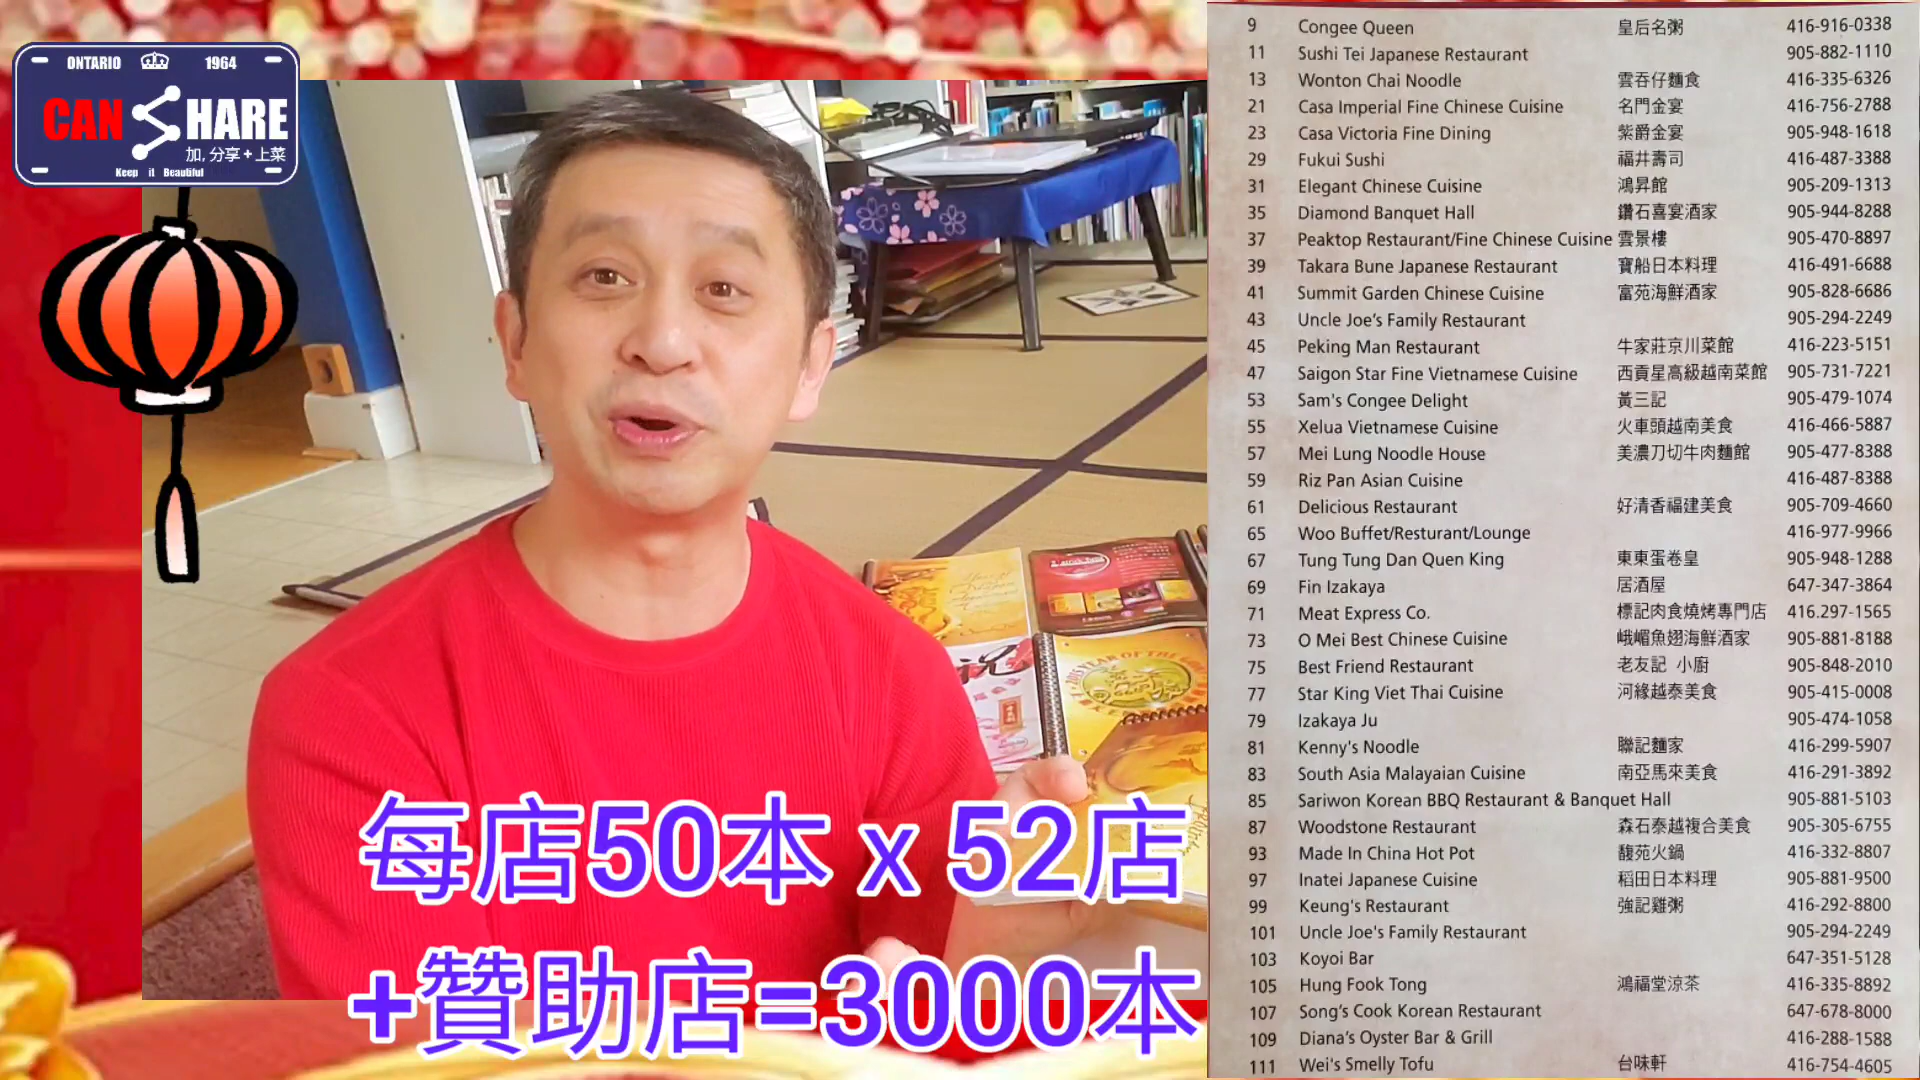 ONTARIO 1964
CAN SHARE
加,分享+上菜
Keep it Beautiful
9 Congee Queen 皇后名粥 416-916-0338
11 Sushi Tei Japanese Restaurant 905-882-1110
13 Wonton Chai Noodle 雲吞仔麵食 416-335-6326
21 Casa Imperial Fine Chinese Cuisine 名門金宴 416-756-2788
23 Casa Victoria Fine Dining 紫爵金宴 905-948-1618
29 Fukui Sushi 福井壽司 416-487-3388
31 Elegant Chinese Cuisine 鴻昇館 905-209-1313
35 Diamond Banquet Hall 鑽石喜宴酒家 905-944-8288
37 Peaktop Restaurant/Fine Chinese Cuisine 雲景樓 905-470-8897
39 Takara Bune Japanese Restaurant 寶船日本料理 416-491-6688
41 Summit Garden Chinese Cuisine 富苑海鮮酒家 905-828-6686
43 Uncle Joe's Family Restaurant 905-294-2249
45 Peking Man Restaurant 牛家莊京川菜館 416-223-5151
47 Saigon Star Fine Vietnamese Cuisine 西貢星高級越南菜館 905-731-7221
53 Sam's Congee Delight 黃三記 905-479-1074
55 Xelua Vietnamese Cuisine 火車頭越南美食 416-466-5887
57 Mei Lung Noodle House 美濃刀切牛肉麵館 905-477-8388
59 Riz Pan Asian Cuisine 416-487-8388
61 Delicious Restaurant 好清香福建美食 905-709-4660
65 Woo Buffet/Resturant/Lounge 416-977-9966
67 Tung Tung Dan Quen King 東東蛋卷皇 905-948-1288
69 Fin Izakaya 居酒屋 647-347-3864
71 Meat Express Co. 標記肉食燒烤專門店 416.297-1565
73 O Mei Best Chinese Cuisine 峨嵋魚翅海鮮酒家 905-881-8188
75 Best Friend Restaurant 老友記 小廚 905-848-2010
77 Star King Viet Thai Cuisine 河緣越泰美食 905-415-0008
79 Izakaya Ju 905-474-1058
81 Kenny's Noodle 聯記麵家 416-299-5907
83 South Asia Malayaian Cuisine 南亞馬來美食 416-291-3892
85 Sariwon Korean BBQ Restaurant & Banquet Hall 905-881-5103
87 Woodstone Restaurant 森石泰越複合美食 905-305-6755
93 Made In China Hot Pot 馥苑火鍋 416-332-8807
97 Inatei Japanese Cuisine 稻田日本料理 905-881-9500
99 Keung's Restaurant 強記雞粥 416-292-8800
101 Uncle Joe's Family Restaurant 905-294-2249
103 Koyoi Bar 647-351-5128
105 Hung Fook Tong 鴻福堂涼茶 416-335-8892
107 Song's Cook Korean Restaurant 647-678-8000
109 Diana's Oyster Bar & Grill 416-288-1588
111 Wei's Smelly Tofu 台味軒 416-754-4605
2015 YEAR OF THE
祝
每店50本 x 52店
+贊助店=3000本